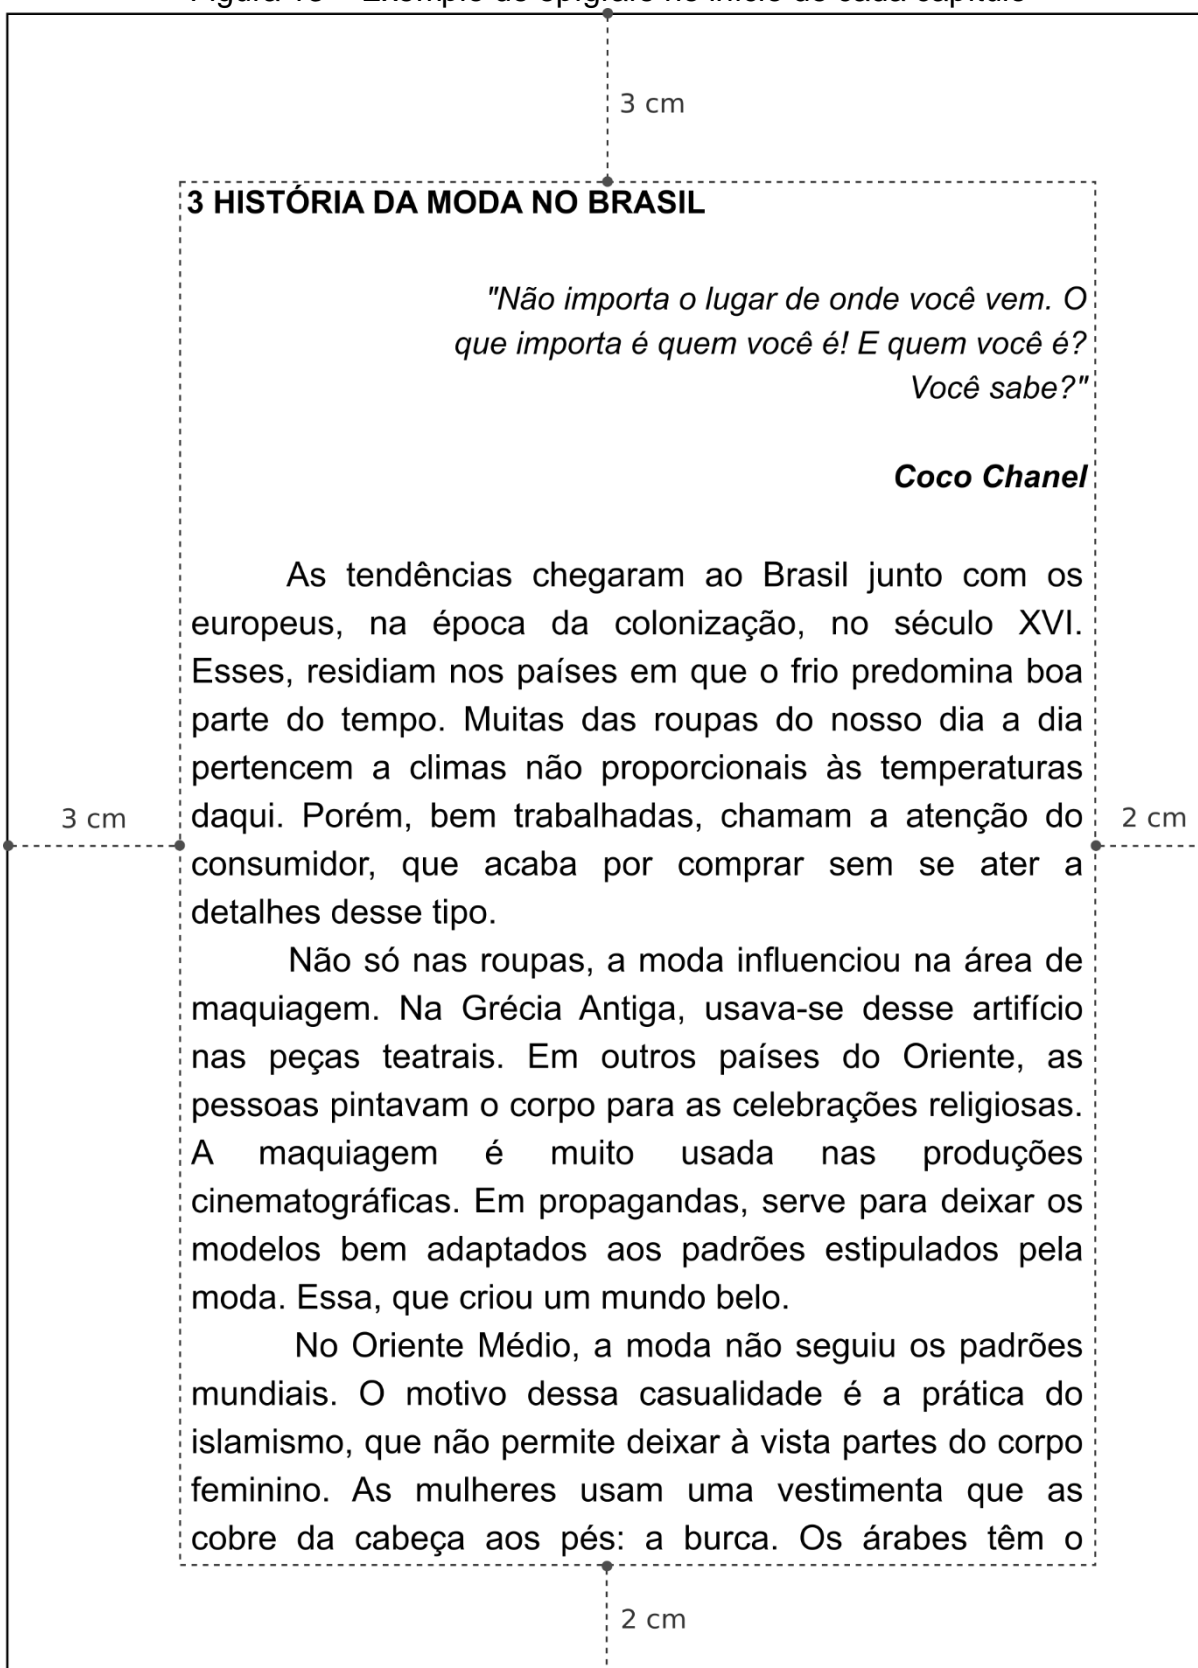 3 cm
3 HISTÓRIA DA MODA NO BRASIL
"Não importa o lugar de onde você vem. O
que importa é quem você é! E quem você é?
Você sabe?"
Coco Chanel
As tendências chegaram ao Brasil junto com os
europeus, na época da colonização, no século XVI.
Esses, residiam nos países em que o frio predomina boa
parte do tempo. Muitas das roupas do nosso dia a dia
pertencem a climas não proporcionais às temperaturas
daqui. Porém, bem trabalhadas, chamam a atenção do
3 cm
2 cm
consumidor, que acaba por comprar sem se ater a
detalhes desse tipo.
Não só nas roupas, a moda influenciou na área de
maquiagem. Na Grécia Antiga, usava-se desse artifício
nas peças teatrais. Em outros países do Oriente, as
pessoas pintavam o corpo para as celebrações religiosas.
A maquiagem é muito usada nas produções
cinematográficas. Em propagandas, serve para deixar os
modelos bem adaptados aos padrões estipulados pela
moda. Essa, que criou um mundo belo.
No Oriente Médio, a moda não seguiu os padrões
mundiais. O motivo dessa casualidade é a prática do
islamismo, que não permite deixar à vista partes do corpo
feminino. As mulheres usam uma vestimenta que as
cobre da cabeça aos pés: a burca. Os árabes têm o
2 cm